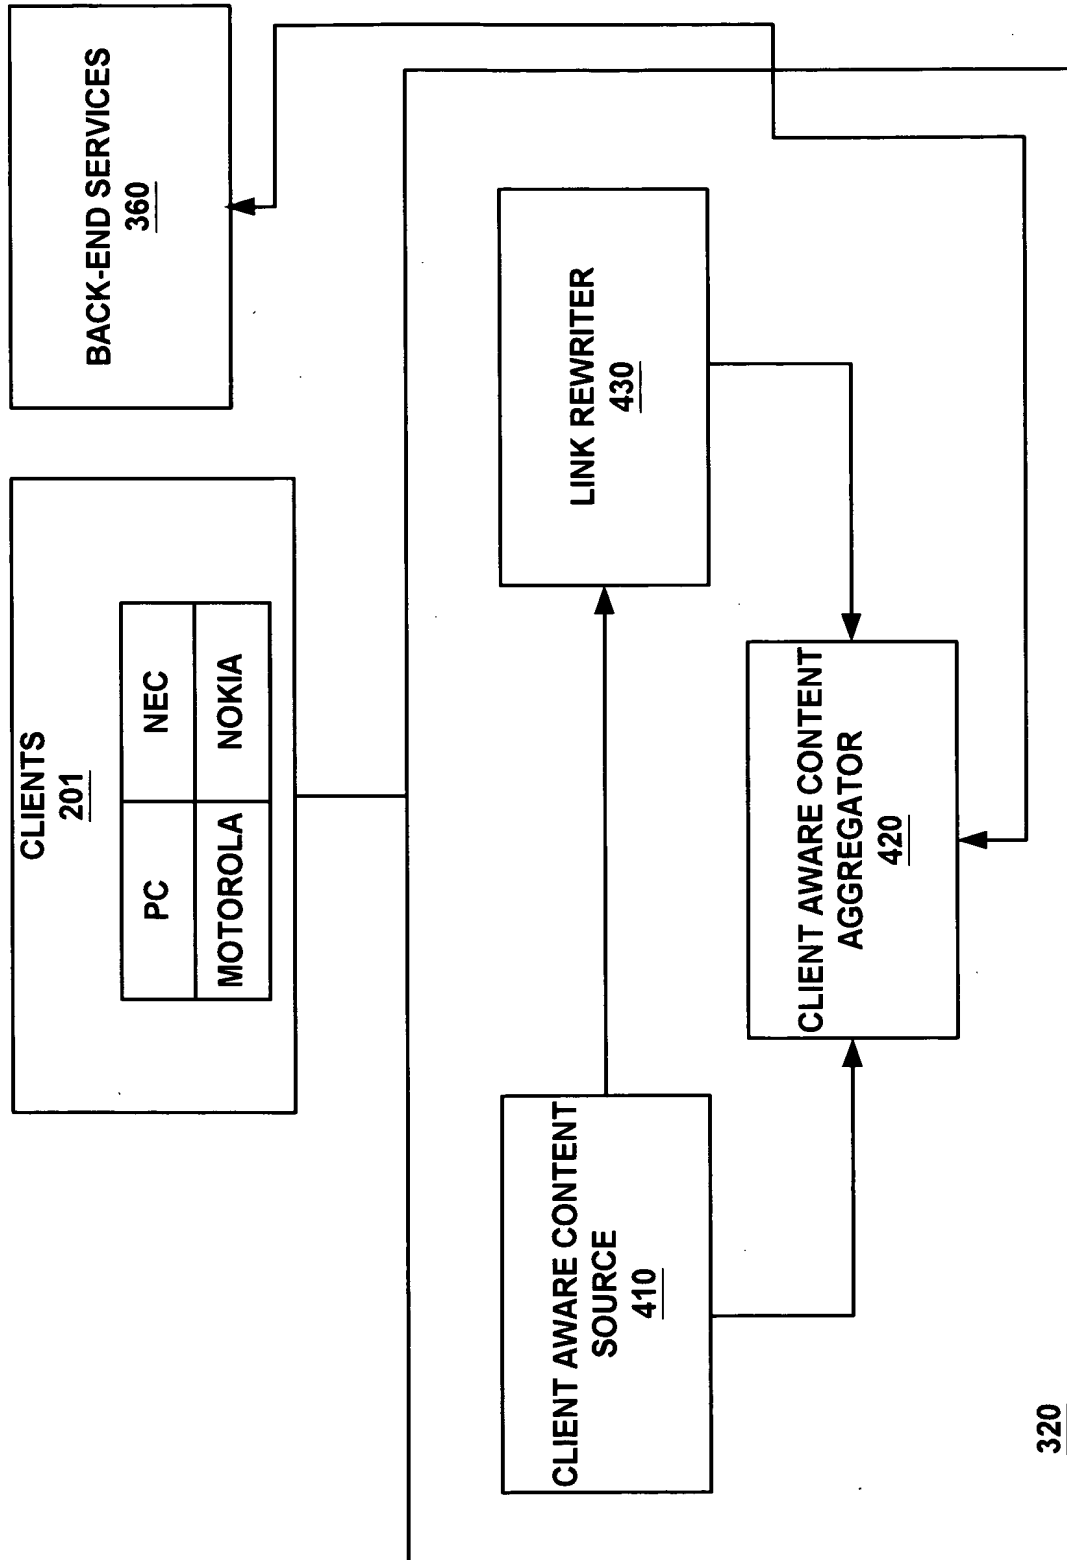 CLIENTS
201
PC
NEC
MOTOROLA
NOKIA
BACK-END SERVICES
360
CLIENT AWARE CONTENT
SOURCE
410
LINK REWRITER
430
CLIENT AWARE CONTENT
AGGREGATOR
420
320